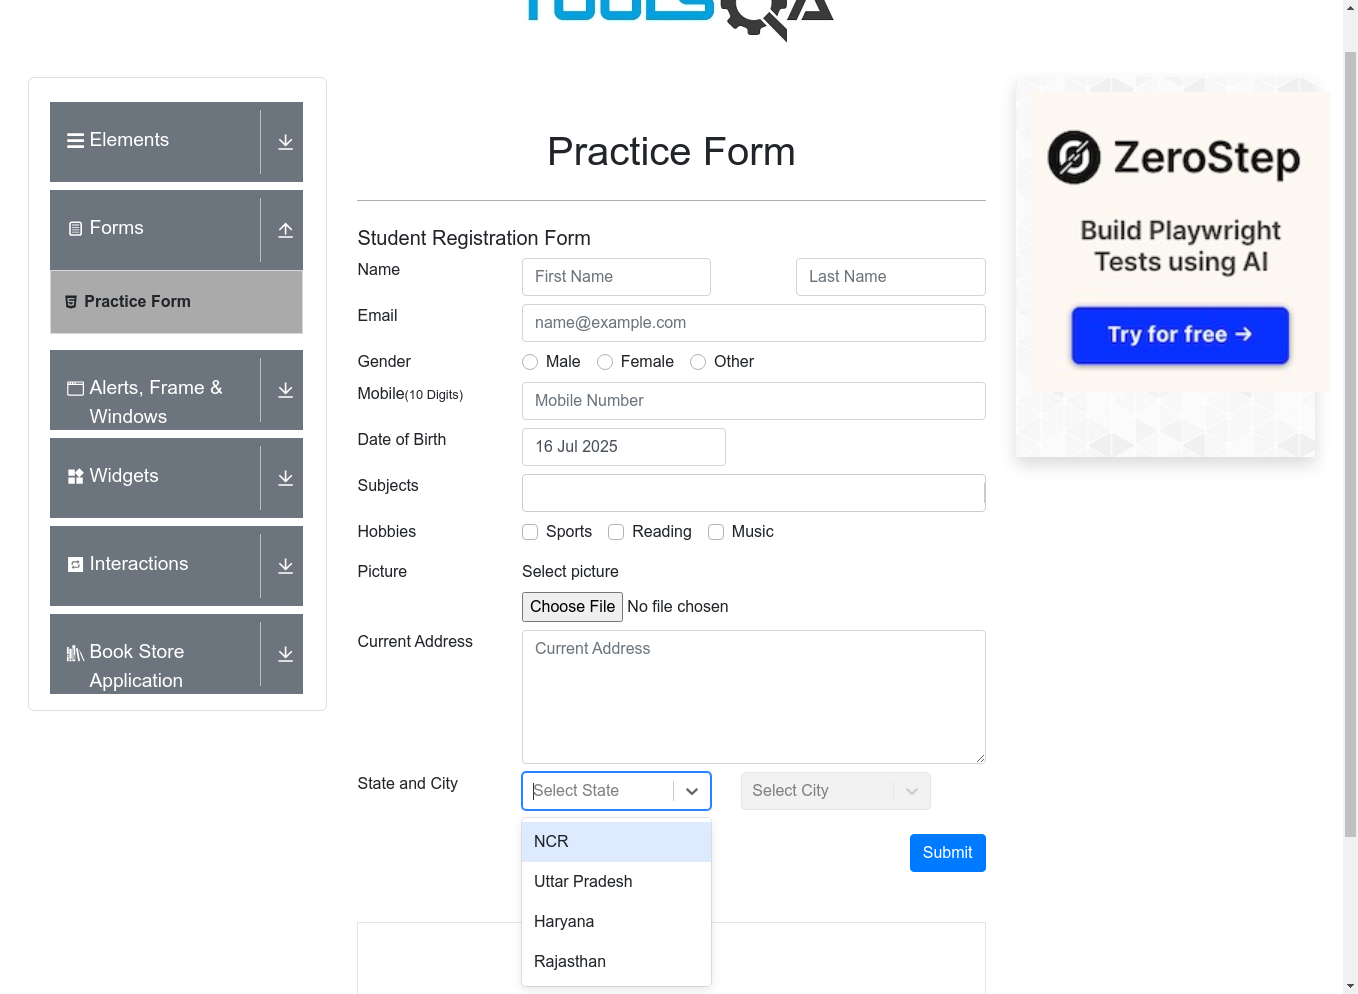 TOOLSQA
Elements
Forms
Practice Form
Alerts, Frame &
Windows
Widgets
Interactions
Book Store
Application
Practice Form
Student Registration Form
Name
First Name
Last Name
Email
name@example.com
Gender
Male
Female
Other
Mobile(10 Digits)
Mobile Number
Date of Birth
16 Jul 2025
Subjects
Hobbies
Sports
Reading
Music
Picture
Select picture
Choose File No file chosen
Current Address
Current Address
State and City
Select State
Select City
NCR
Uttar Pradesh
Haryana
Rajasthan
Submit
ZeroStep
Build Playwright
Tests using AI
Try for free →